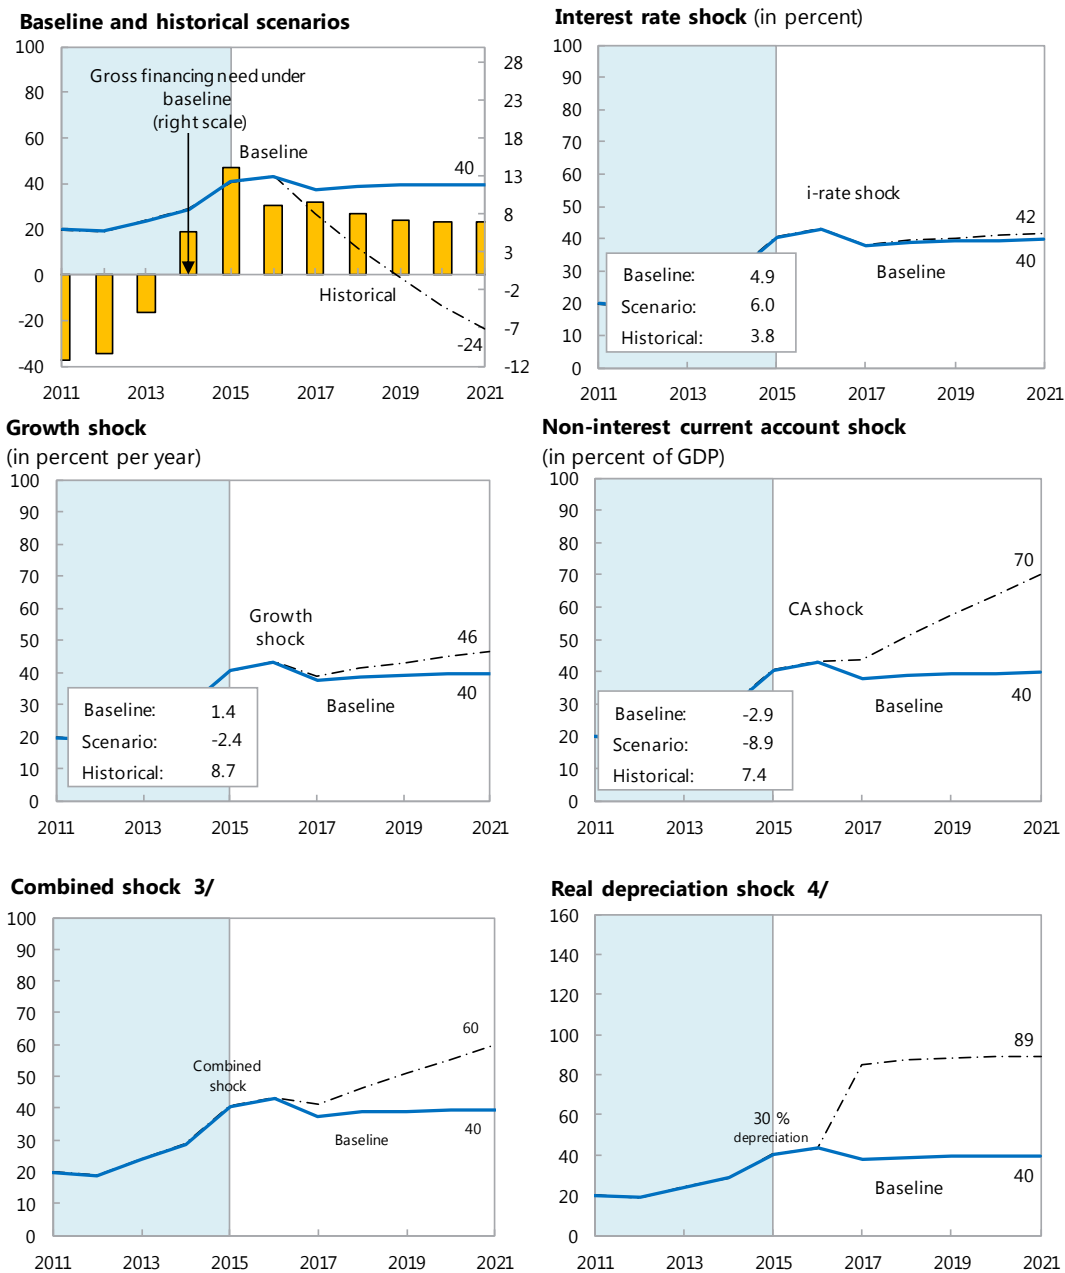 Baseline and historical scenarios
100
80
60
40
20
0
-20
-40
28
23
18
13
8
3
-2
-7
-12
Gross financing need under
baseline
(right scale)
Baseline
40
Historical
-24
2011 2013 2015 2017 2019 2021
Interest rate shock (in percent)
100
90
80
70
60
50
40
30
20
10
0
i-rate shock
42
40
Baseline
Baseline: 4.9
Scenario: 6.0
Historical: 3.8
2011 2013 2015 2017 2019 2021
Growth shock
(in percent per year)
100
90
80
70
60
50
40
30
20
10
0
Growth
shock
46
40
Baseline
Baseline: 1.4
Scenario: -2.4
Historical: 8.7
2011 2013 2015 2017 2019 2021
Non-interest current account shock
(in percent of GDP)
100
90
80
70
60
50
40
30
20
10
0
70
CA shock
40
Baseline
Baseline: -2.9
Scenario: -8.9
Historical: 7.4
2011 2013 2015 2017 2019 2021
Combined shock 3/
100
90
80
70
60
50
40
30
20
10
0
60
Combined
shock
40
Baseline
2011 2013 2015 2017 2019 2021
Real depreciation shock 4/
160
140
120
100
80
60
40
20
0
89
30 %
depreciation
40
Baseline
2011 2013 2015 2017 2019 2021